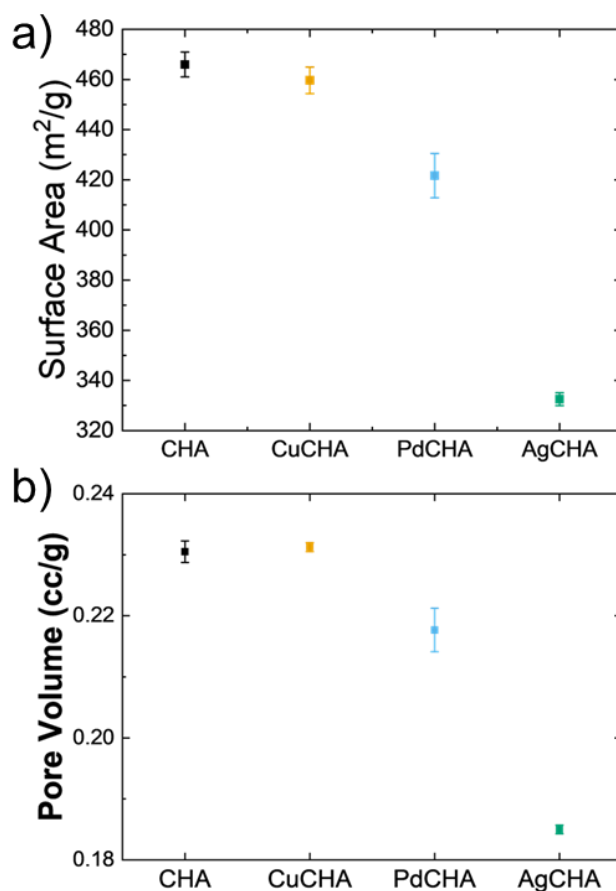 a)
Surface Area (m²/g)
480
460
440
420
400
380
360
340
320
CHA CuCHA PdCHA AgCHA
b)
Pore Volume (cc/g)
0.24
0.22
0.20
0.18
CHA CuCHA PdCHA AgCHA